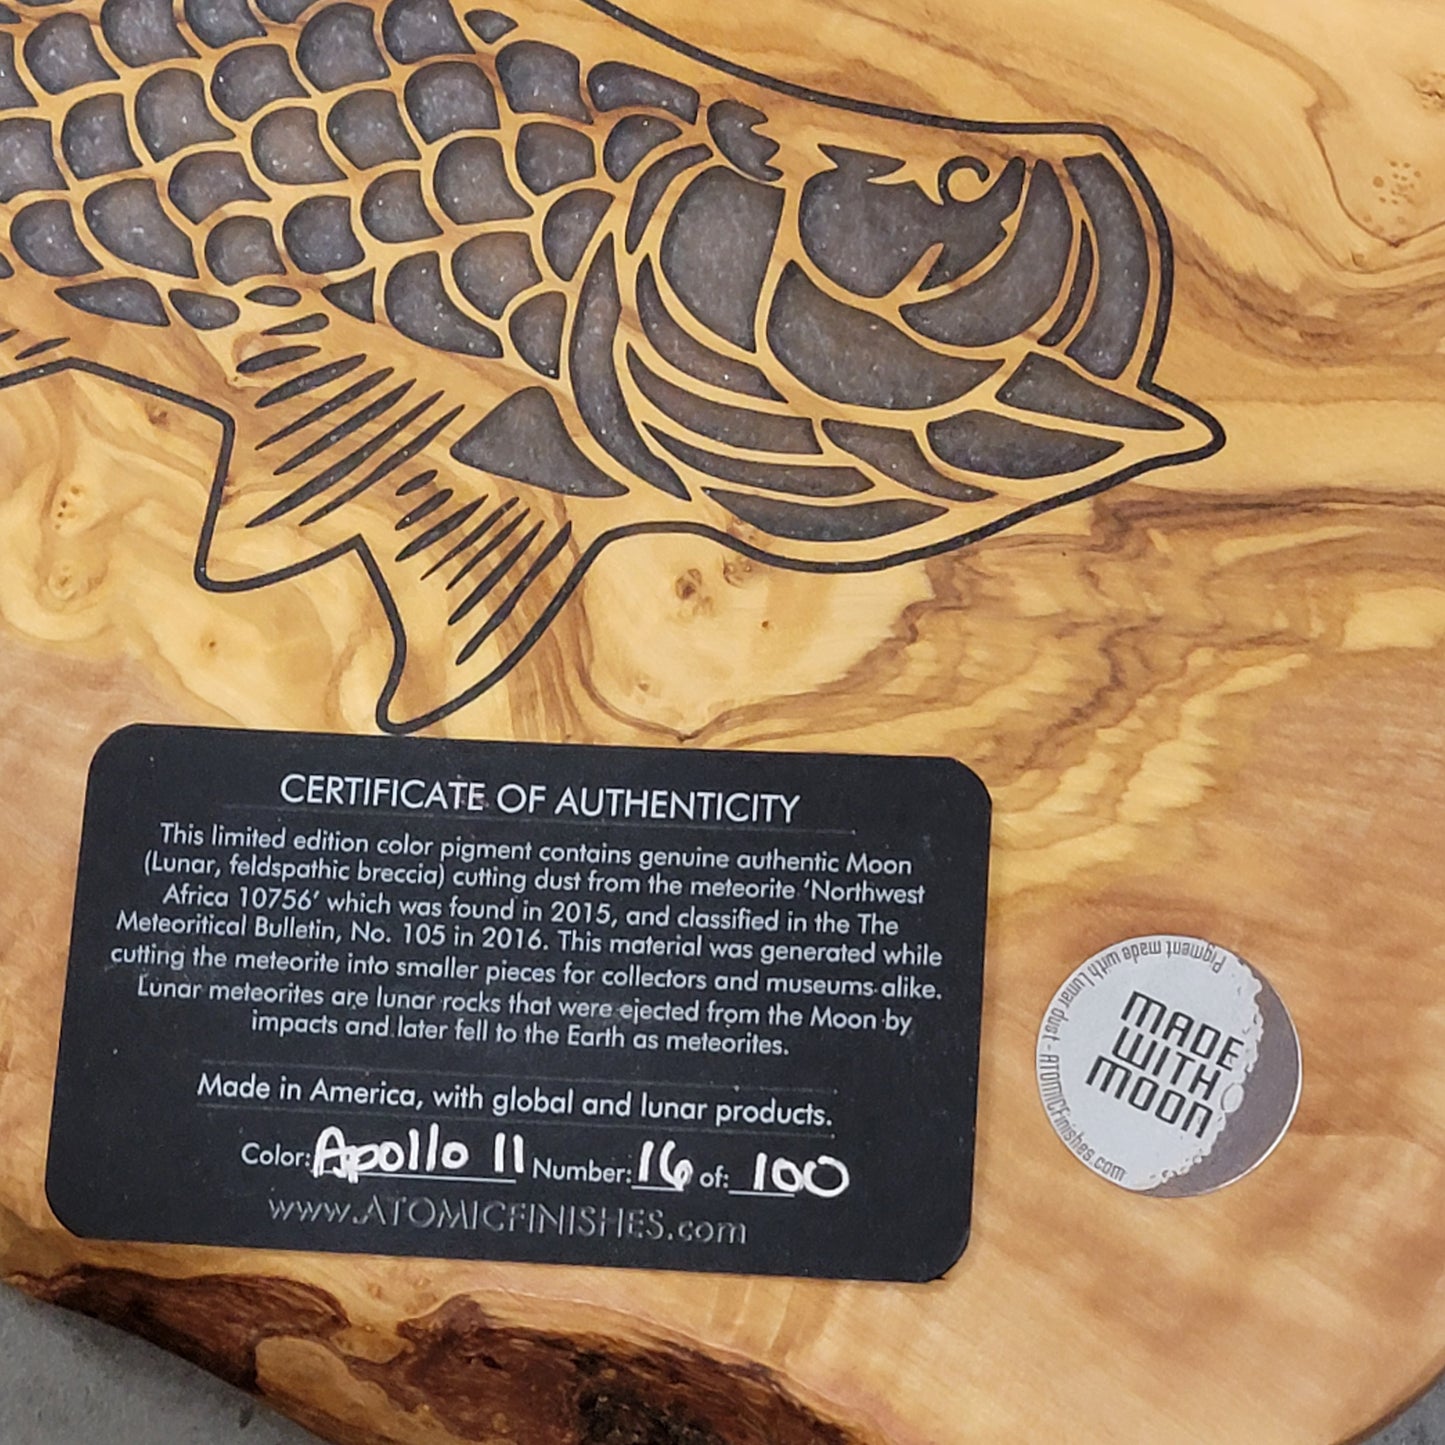 CERTIFICATE OF AUTHENTICITY
This limited edition color pigment contains genuine authentic Moon
(Lunar, feldspathic breccia) cutting dust from the meteorite ‘Northwest
Africa 10756’ which was found in 2015, and classified in the The
Meteoritical Bulletin, No. 105 in 2016. This material was generated while
cutting the meteorite into smaller pieces for collectors and museums alike.
Lunar meteorites are lunar rocks that were ejected from the Moon by
impacts and later fell to the Earth as meteorites.
Made in America, with global and lunar products.
Color: Apollo 11 Number: 16 of: 100
www.ATOMICFINISHES.com
MADE
WITH
MOON
Pigment made with Lunar dust - ATOMICFinishes.com